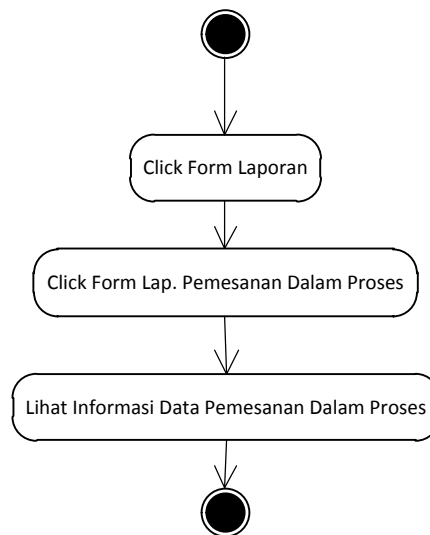 Click Form Laporan
Click Form Lap. Pemesanan Dalam Proses
Lihat Informasi Data Pemesanan Dalam Proses